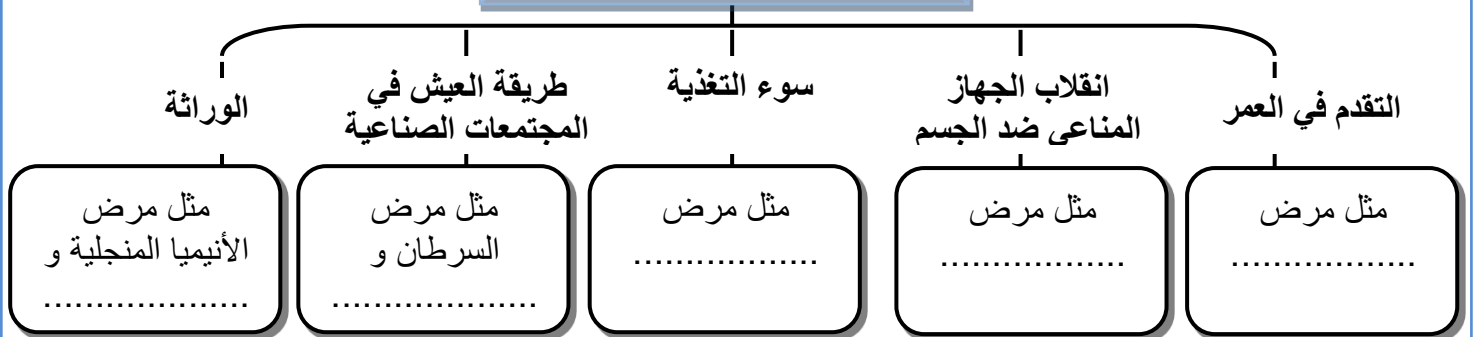 التقدم في العمر
انقلاب الجهاز
المناعي ضد الجسم
سوء التغذية
طريقة العيش في
المجتمعات الصناعية
الوراثة
مثل مرض
..................
مثل مرض
..................
مثل مرض
..................
مثل مرض
السرطان و
....................
مثل مرض
الأنيميا المنجلية و
....................